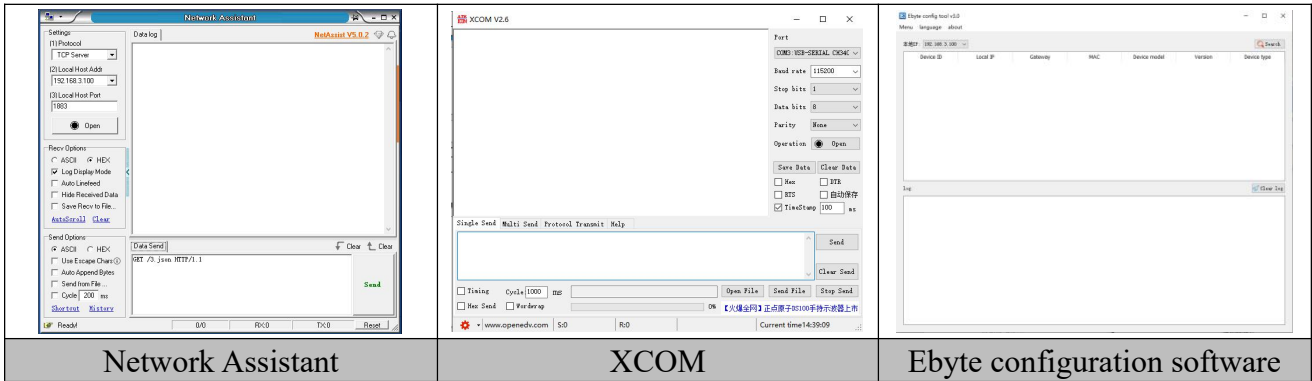 Network Assistant
Settings
(1) Protocol
TCP Server
(2) Local Host Addr
192.168.3.100
(3) Local Host Port
1883
Open
Recv Options
ASCII HEX
Log Display Mode
Auto Linefeed
Hide Received Data
Save Recv to File...
AutoScroll Clear
Send Options
ASCII HEX
Use Escape Chars
Auto Append Bytes
Send from File ...
Cycle 200 ms
Shortcut History
Data log
NetAssist V5.0.2
Data Send
Clear Clear
GET /3.json HTTP/1.1
Send
Ready! 0/0 RX:0 TX:0 Reset
XCOM V2.6
Port
COM3:USB-SERIAL CH34C
Baud rate 115200
Stop bits 1
Data bits 8
Parity None
Operation Open
Save Data Clear Data
Hex DTR
RTS 自动保存
TimeStamp 100 ms
Single Send Multi Send Protocol Transmit Help
Send
Clear Send
Timing Cycle 1000 ms Open File Send File Stop Send
Hex Send Wordwrap 0% 【火爆全网】正点原子DS100手持示波器上市
www.openedv.com S:0 R:0 Current time14:39:09
Ebyte config tool v3.0
Menu language about
192.168.3.100 Search
Device ID Local IP Gateway MAC Device model Version Device type
log
Clear log
Network Assistant
XCOM
Ebyte configuration software